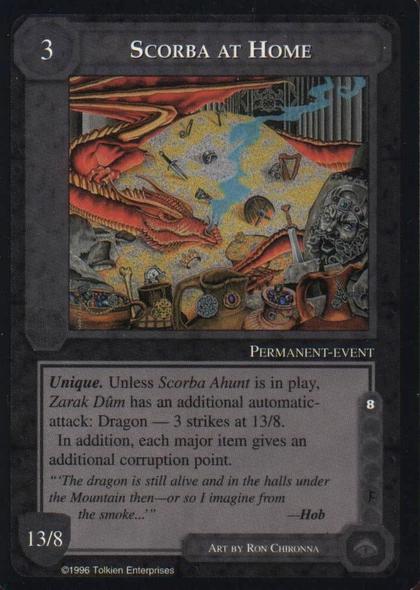 3
SCORBA AT HOME
PERMANENT-EVENT
Unique. Unless Scorba Ahunt is in play,
Zarak Dûm has an additional automatic-
attack: Dragon — 3 strikes at 13/8.
In addition, each major item gives an
additional corruption point.
8
"'The dragon is still alive and in the halls under
the Mountain then—or so I imagine from
the smoke...'" —Hob
F
13/8
ART BY RON CHIRONNA
©1996 Tolkien Enterprises